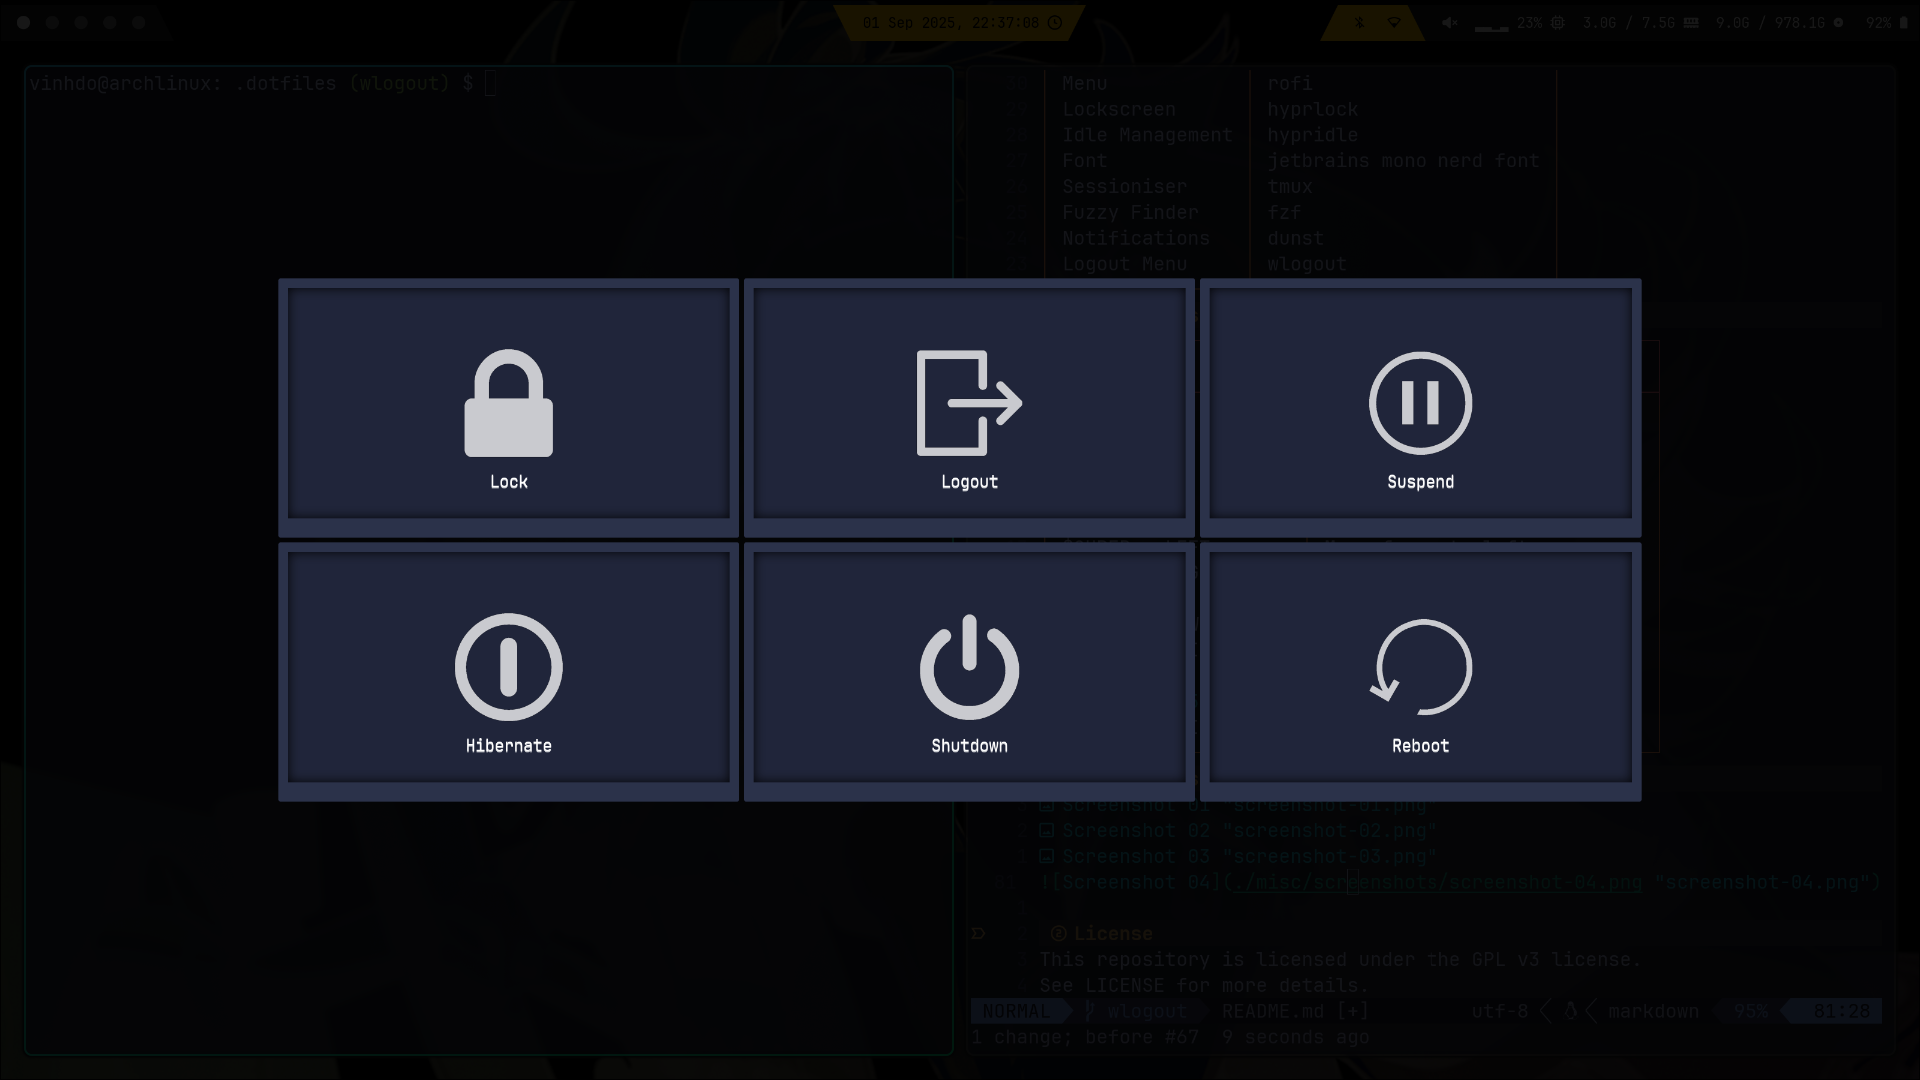 01 Sep 2025, 22:37:08
23% 3.0G / 7.5G 9.0G / 978.1G 92%
vinhdo@archlinux: .dotfiles (wlogout) $
Menu rofi
Lockscreen hyprlock
Idle Management hypridle
Font jetbrains mono nerd font
Sessioniser tmux
Fuzzy Finder fzf
Notifications dunst
Logout Menu wlogout
Lock
Logout
Suspend
Hibernate
Shutdown
Reboot
Screenshot 01 "screenshot-01.png"
Screenshot 02 "screenshot-02.png"
Screenshot 03 "screenshot-03.png"
![Screenshot 04](./misc/screenshots/screenshot-04.png "screenshot-04.png")
License
This repository is licensed under the GPL v3 license.
See LICENSE for more details.
NORMAL wlogout README.md [+] utf-8 markdown 95% 81:28
1 change; before #67 9 seconds ago